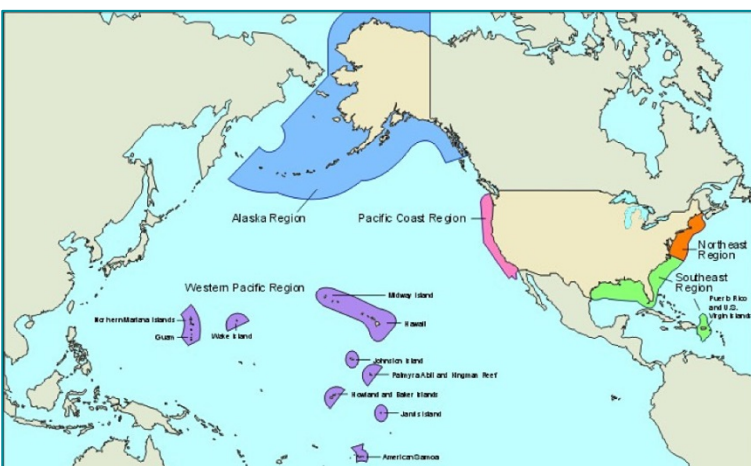 Alaska Region
Pacific Coast Region
Northeast
Region
Southeast
Region
Puerto Rico
and U.S.
Virgin Islands
Western Pacific Region
Midway Island
Northern Mariana Islands
Guam
Wake Island
Hawaii
Johnston Island
Palmyra Atoll and Kingman Reef
Howland and Baker Islands
Jarvis Island
American Samoa